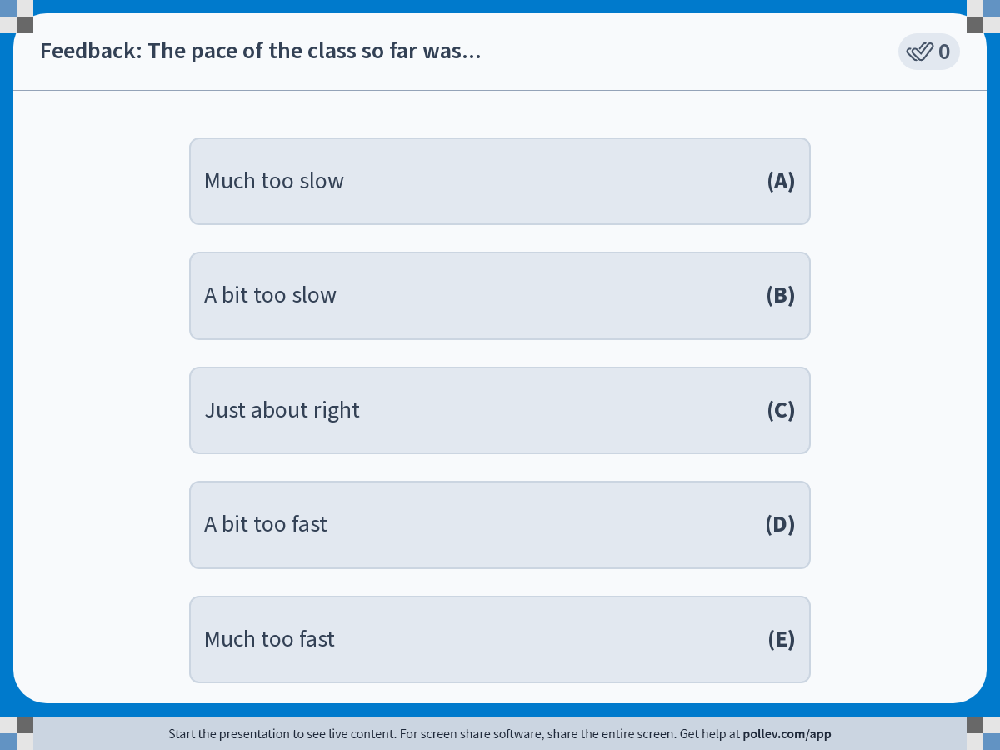 Feedback: The pace of the class so far was...
0
Much too slow (A)
A bit too slow (B)
Just about right (C)
A bit too fast (D)
Much too fast (E)
Start the presentation to see live content. For screen share software, share the entire screen. Get help at pollev.com/app